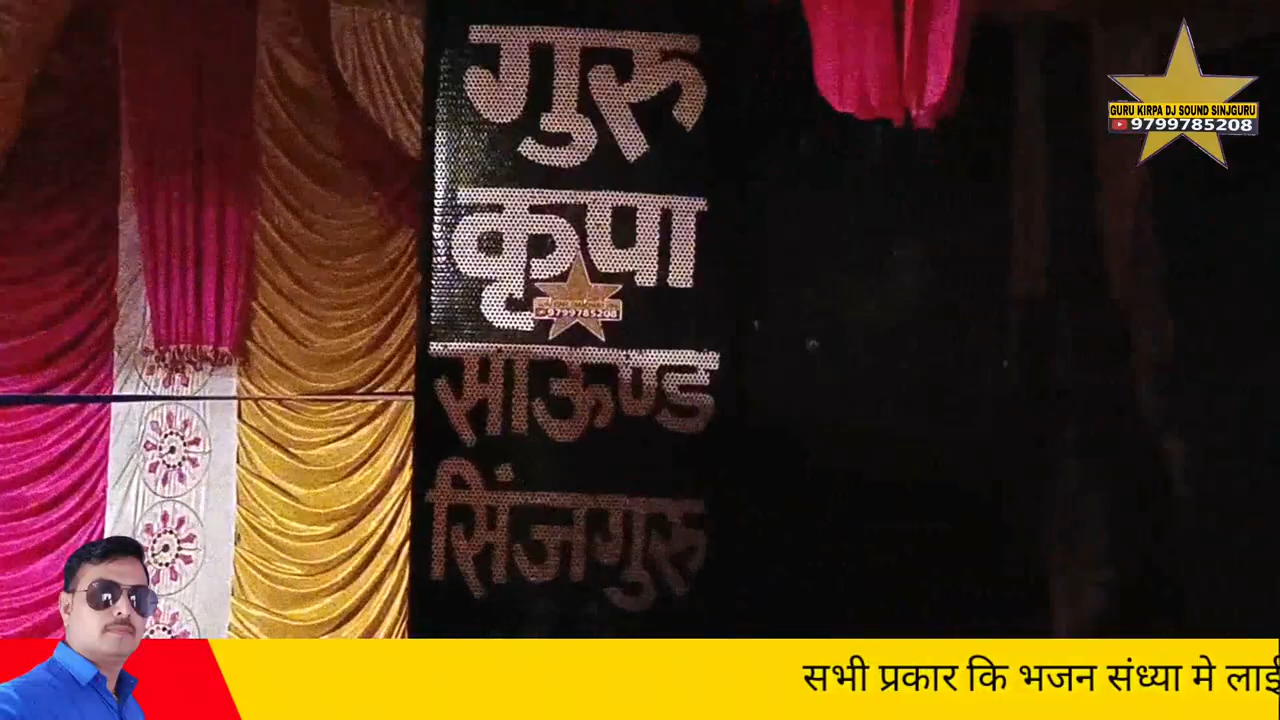 गुरु
कृपा
साऊण्ड
सिंजगुरु
GURU KIRPA DJ SOUND SINJGURU
9799785208
9799785208
सभी प्रकार कि भजन संध्या मे लाई